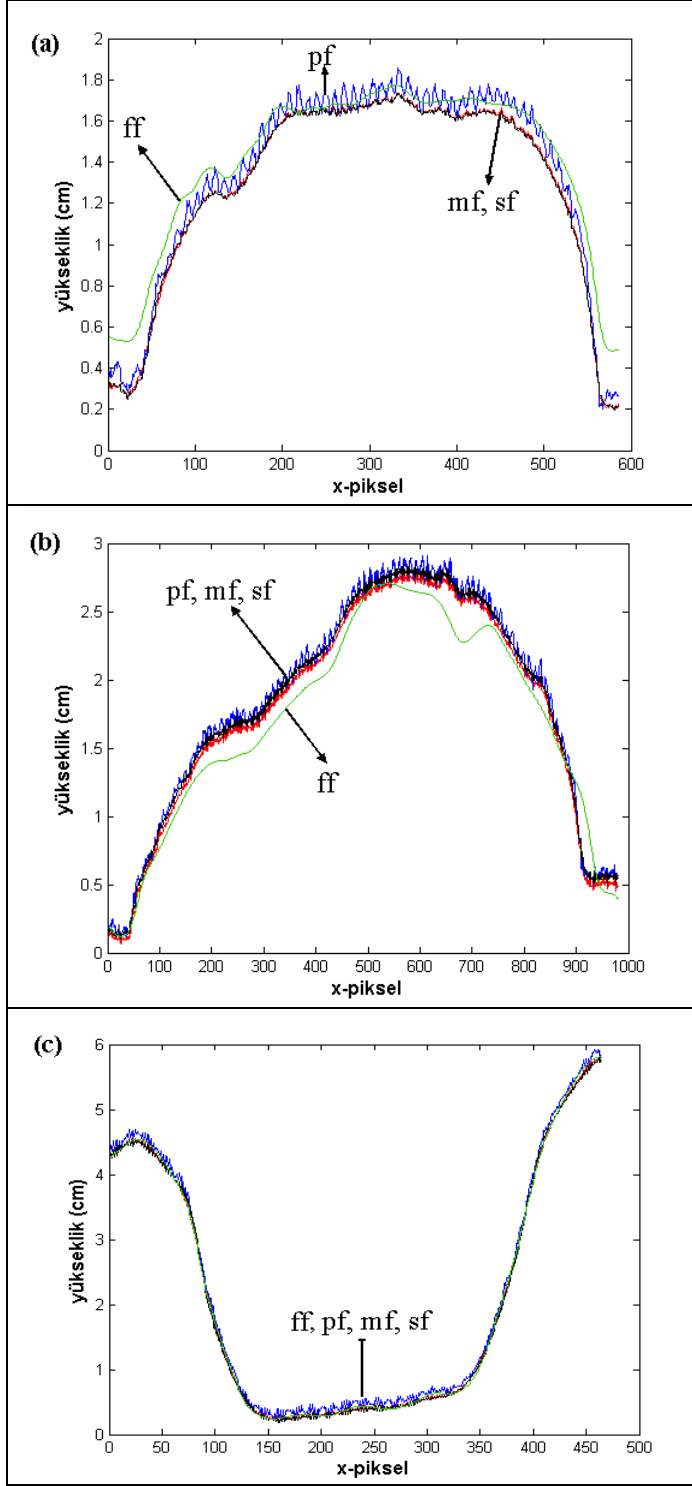 (a)
2
1.8
1.6
1.4
1.2
1
0.8
0.6
0.4
0.2
0
yükseklik (cm)
pf
ff
mf, sf
0 100 200 300 400 500 600
x-piksel
(b)
3
2.5
2
1.5
1
0.5
0
yükseklik (cm)
pf, mf, sf
ff
0 100 200 300 400 500 600 700 800 900 1000
x-piksel
(c)
6
5
4
3
2
1
0
yükseklik (cm)
ff, pf, mf, sf
0 50 100 150 200 250 300 350 400 450 500
x-piksel